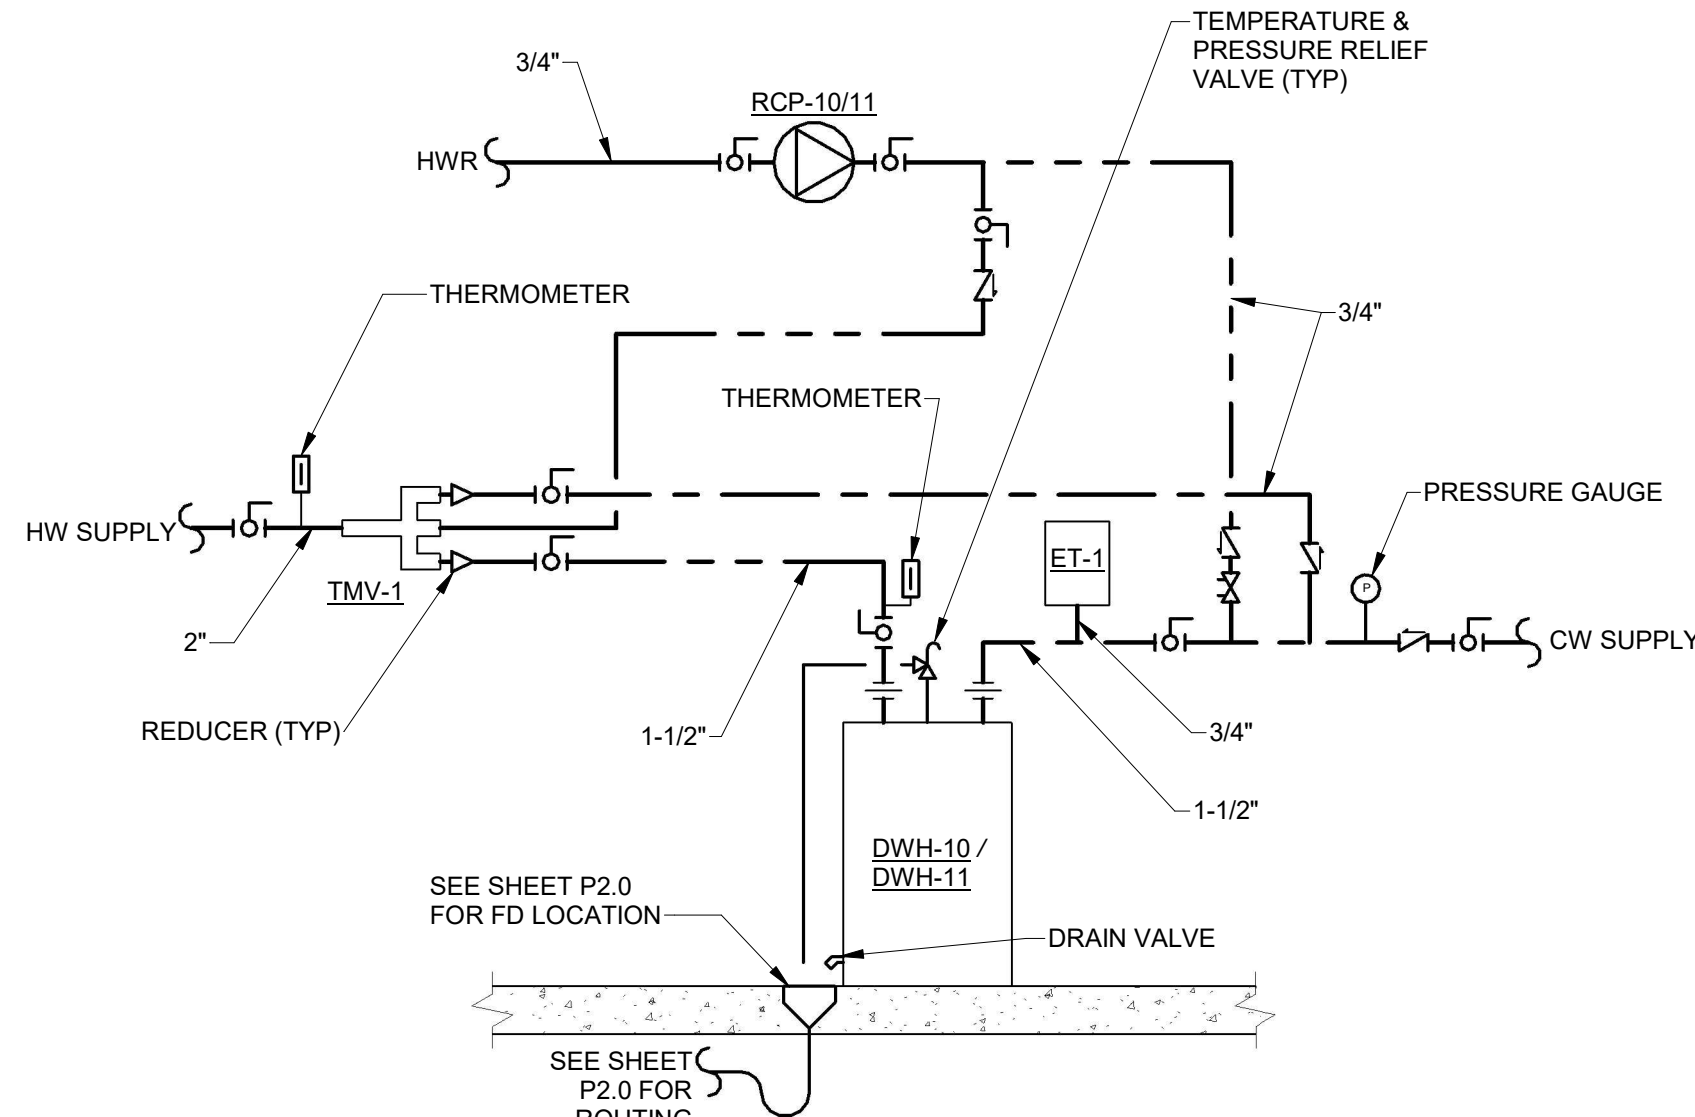 TEMPERATURE &
PRESSURE RELIEF
VALVE (TYP)
3/4"
RCP-10/11
HWR
THERMOMETER
3/4"
THERMOMETER
PRESSURE GAUGE
HW SUPPLY
ET-1
P
TMV-1
2"
CW SUPPLY
REDUCER (TYP)
1-1/2"
3/4"
1-1/2"
DWH-10 /
DWH-11
SEE SHEET P2.0
FOR FD LOCATION
DRAIN VALVE
SEE SHEET
P2.0 FOR
ROUTING